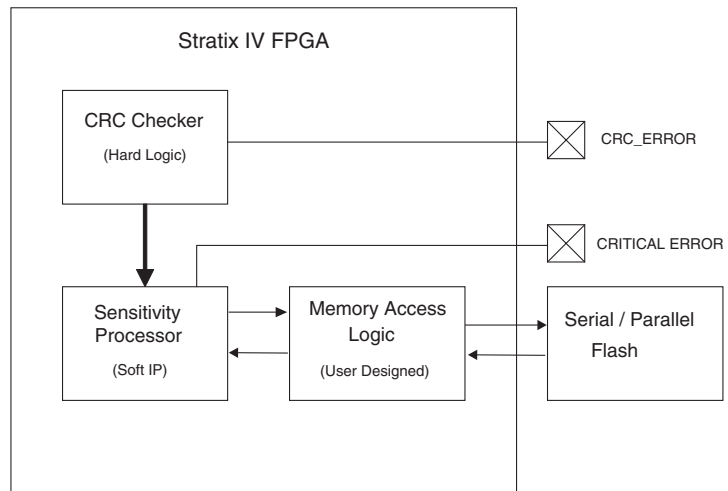 Stratix IV FPGA
CRC Checker
(Hard Logic)
CRC_ERROR
CRITICAL ERROR
Sensitivity
Processor
(Soft IP)
Memory Access
Logic
(User Designed)
Serial / Parallel
Flash